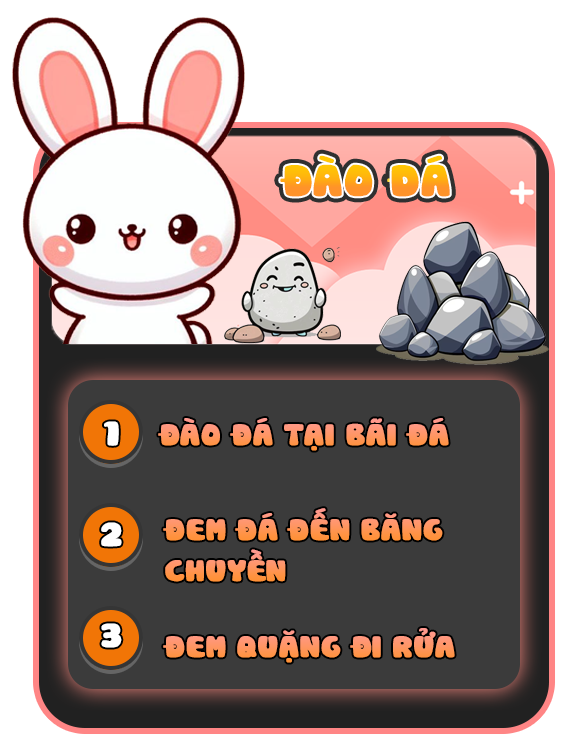 ĐÀO ĐÁ
1
ĐÀO ĐÁ TẠI BÃI ĐÁ
2
ĐEM ĐÁ ĐẾN BĂNG
CHUYỀN
3
ĐEM QUẶNG ĐI RỬA